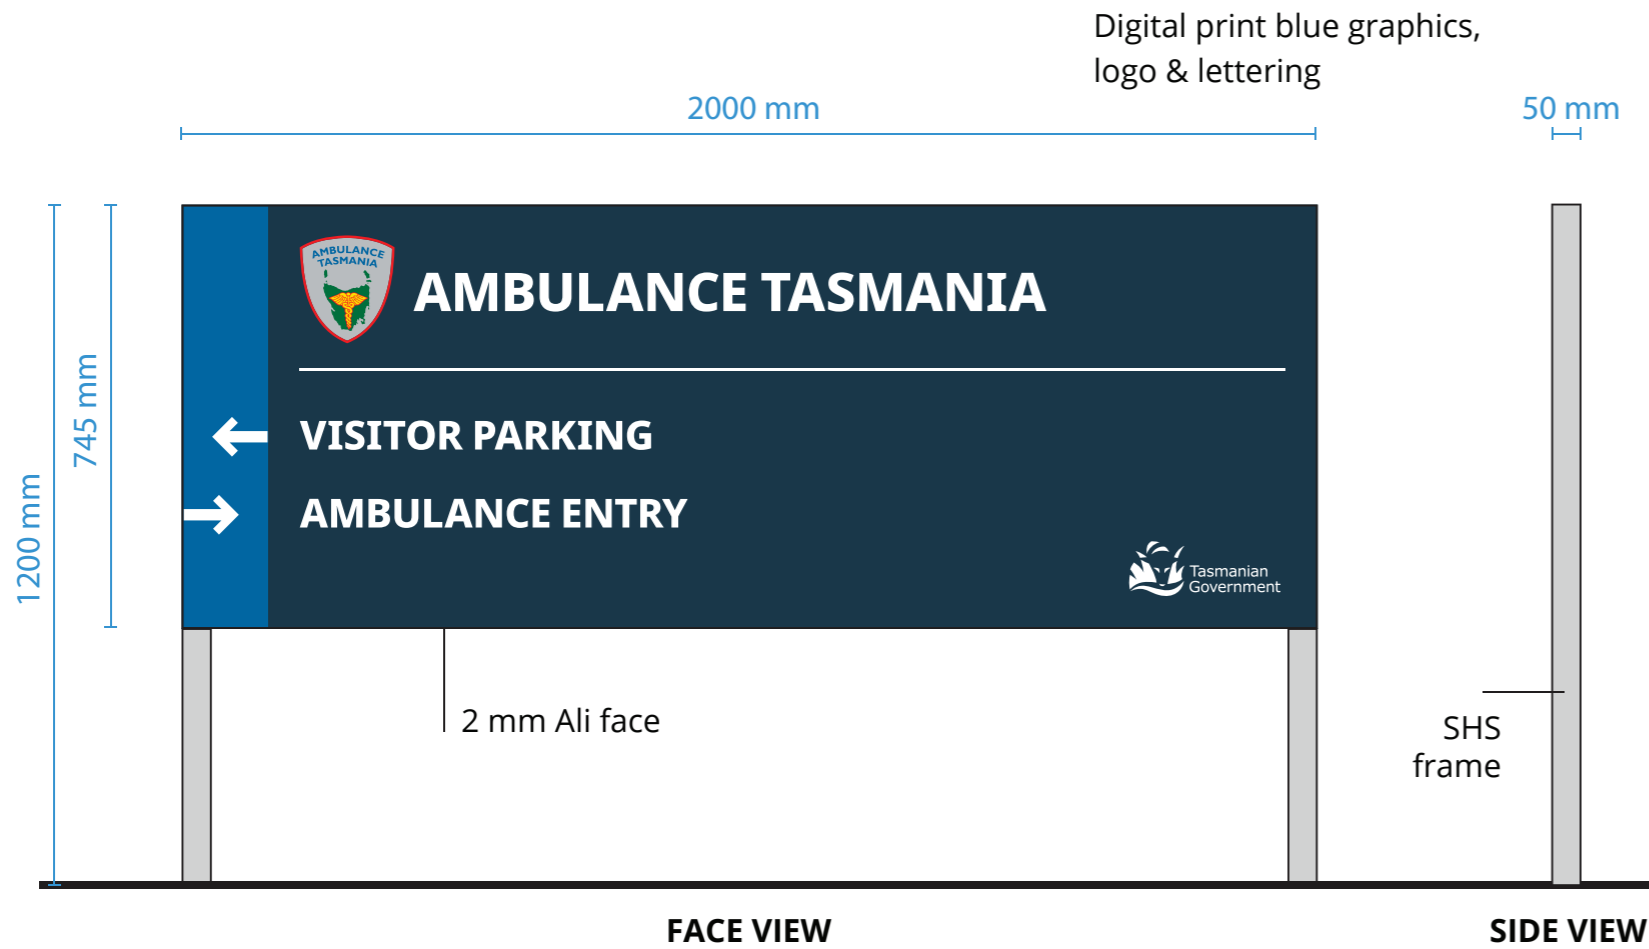 Digital print blue graphics,
logo & lettering
2000 mm
50 mm
AMBULANCE
TASMANIA
AMBULANCE TASMANIA
745 mm
1200 mm
VISITOR PARKING
AMBULANCE ENTRY
Tasmanian
Government
2 mm Ali face
SHS
frame
FACE VIEW
SIDE VIEW